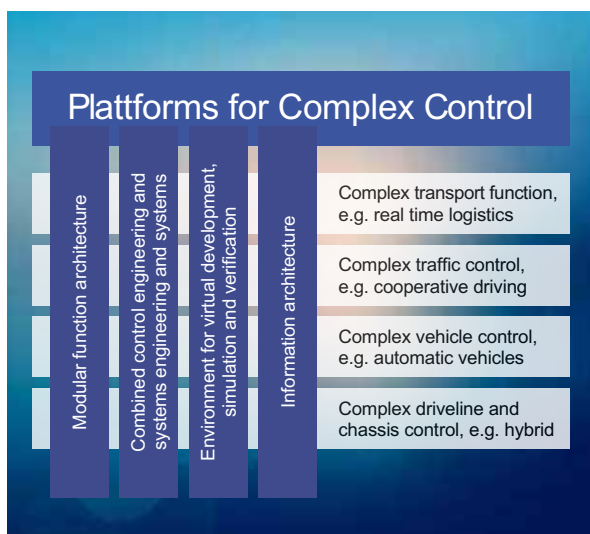 Plattforms for Complex Control
Modular function architecture
Combined control engineering and
systems engineering and systems
Environment for virtual development,
simulation and verification
Information architecture
Complex transport function,
e.g. real time logistics
Complex traffic control,
e.g. cooperative driving
Complex vehicle control,
e.g. automatic vehicles
Complex driveline and
chassis control, e.g. hybrid